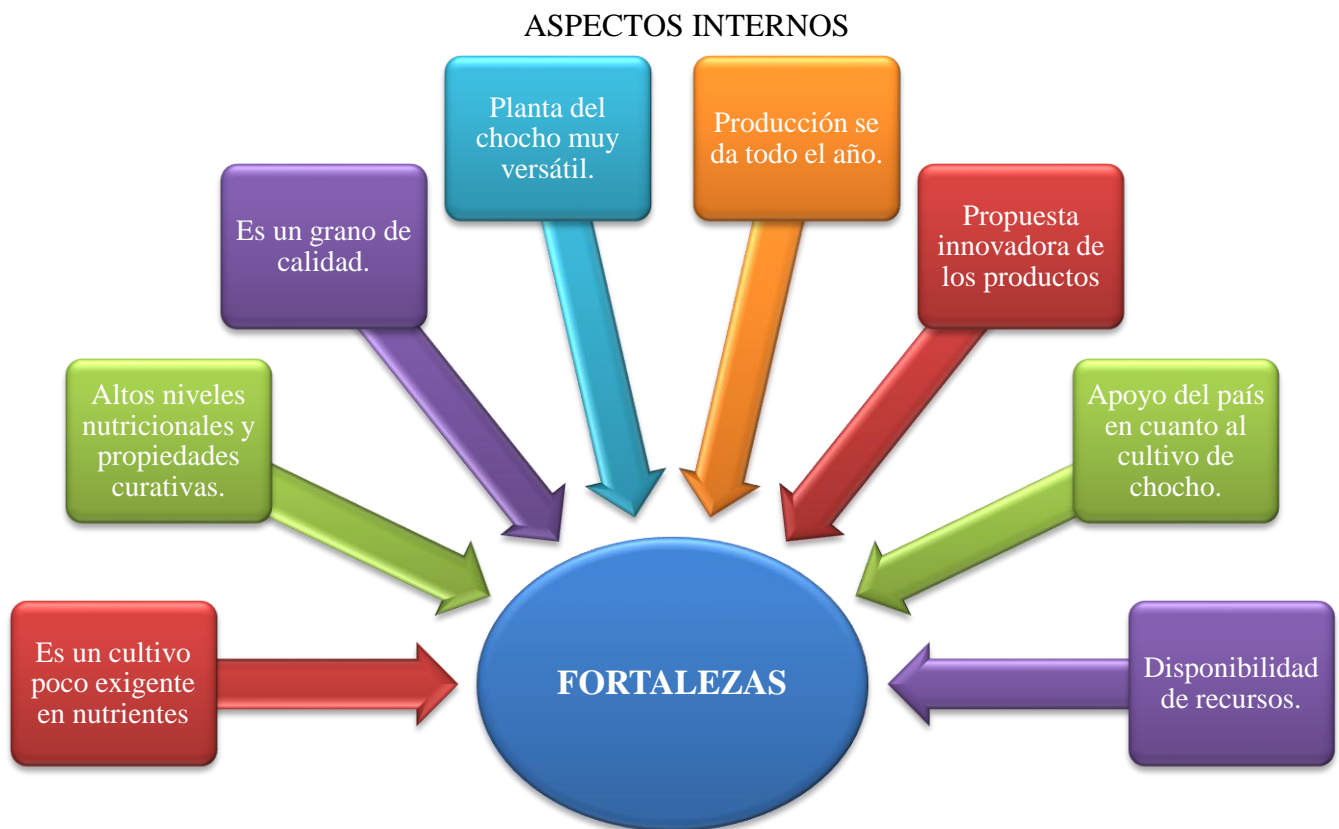 ASPECTOS INTERNOS
Es un cultivo
poco exigente
en nutrientes
Altos niveles
nutricionales y
propiedades
curativas.
Es un grano de
calidad.
Planta del
chocho muy
versátil.
Producción se
da todo el año.
Propuesta
innovadora de
los productos
Apoyo del país
en cuanto al
cultivo de
chocho.
Disponibilidad
de recursos.
FORTALEZAS